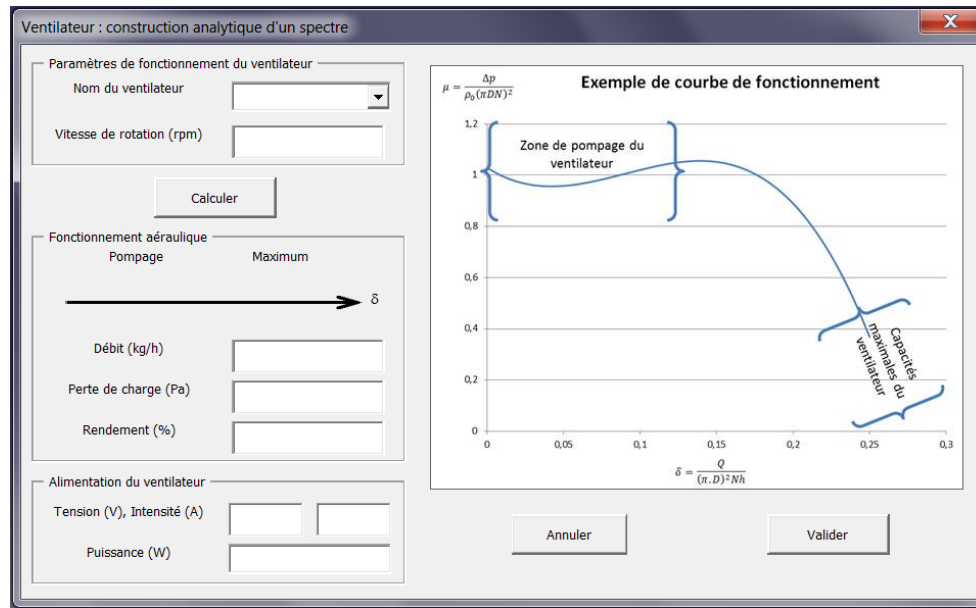 Ventilateur : construction analytique d'un spectre
X
Paramètres de fonctionnement du ventilateur
Nom du ventilateur
Vitesse de rotation (rpm)
Calculer
Fonctionnement aéraulique
Pompage Maximum
δ
Débit (kg/h)
Perte de charge (Pa)
Rendement (%)
Alimentation du ventilateur
Tension (V), Intensité (A)
Puissance (W)
μ = Δp / ρ₀(πDN)²
Exemple de courbe de fonctionnement
1,2
1
0,8
0,6
0,4
0,2
0
Zone de pompage du
ventilateur
Capacités
maximales du
ventilateur
0 0,05 0,1 0,15 0,2 0,25 0,3
δ = Q / (π.D)²Nh
Annuler Valider